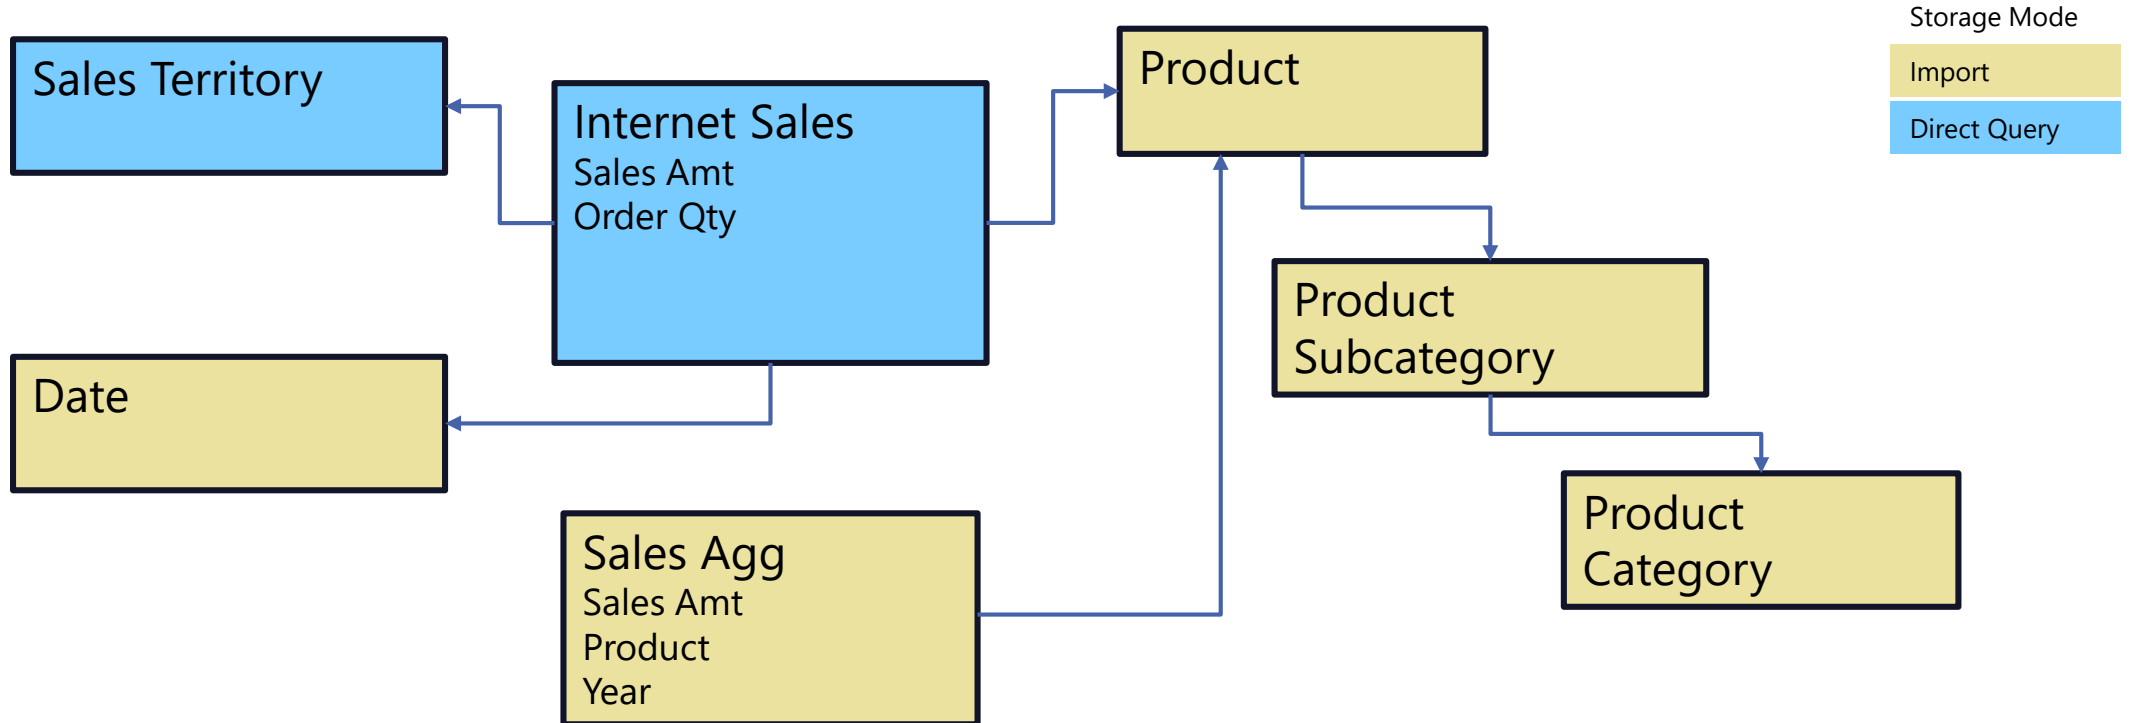 Storage Mode
Import
Direct Query
Sales Territory
Internet Sales
Sales Amt
Order Qty
Product
Product
Subcategory
Date
Product
Category
Sales Agg
Sales Amt
Product
Year